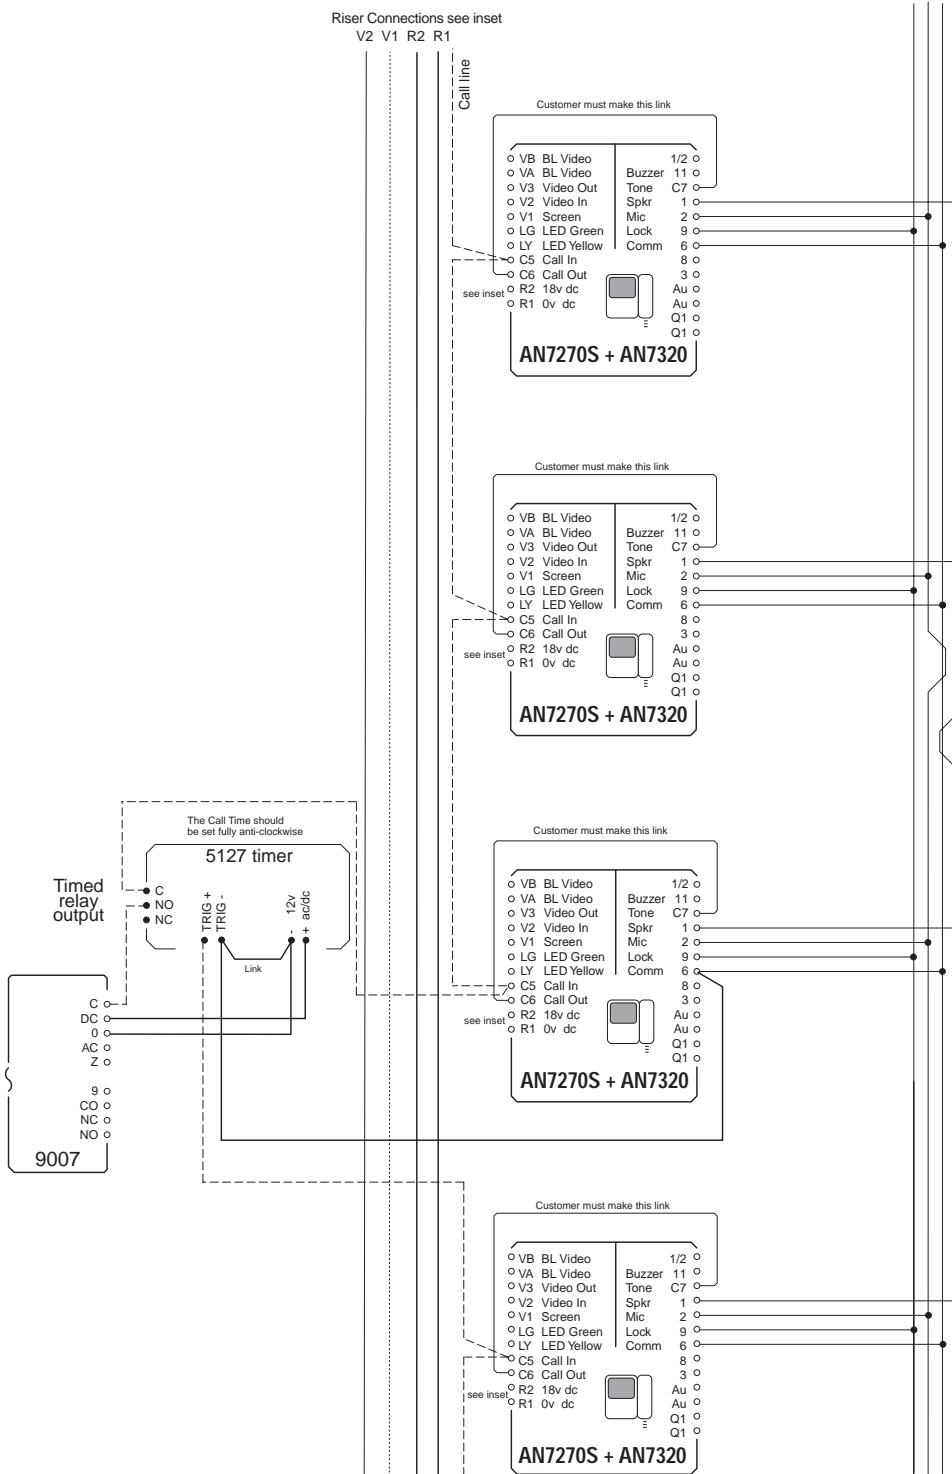 Riser Connections see inset
V2 V1 R2 R1
Call line
Customer must make this link
VB BL Video 1/2
VA BL Video Buzzer 11
V3 Video Out Tone C7
V2 Video In Spkr 1
V1 Screen Mic 2
LG LED Green Lock 9
LY LED Yellow Comm 6
C5 Call In 8
C6 Call Out 3
see inset R2 18v dc Au
R1 0v dc Au
Q1
Q1
AN7270S + AN7320
Customer must make this link
VB BL Video 1/2
VA BL Video Buzzer 11
V3 Video Out Tone C7
V2 Video In Spkr 1
V1 Screen Mic 2
LG LED Green Lock 9
LY LED Yellow Comm 6
C5 Call In 8
C6 Call Out 3
see inset R2 18v dc Au
R1 0v dc Au
Q1
Q1
AN7270S + AN7320
The Call Time should
be set fully anti-clockwise
5127 timer
Timed
relay
output
C
NO
NC
TRIG +
TRIG -
- 12v
+ ac/dc
Link
C
DC
0
AC
Z
9
CO
NC
NO
9007
Customer must make this link
VB BL Video 1/2
VA BL Video Buzzer 11
V3 Video Out Tone C7
V2 Video In Spkr 1
V1 Screen Mic 2
LG LED Green Lock 9
LY LED Yellow Comm 6
C5 Call In 8
C6 Call Out 3
see inset R2 18v dc Au
R1 0v dc Au
Q1
Q1
AN7270S + AN7320
Customer must make this link
VB BL Video 1/2
VA BL Video Buzzer 11
V3 Video Out Tone C7
V2 Video In Spkr 1
V1 Screen Mic 2
LG LED Green Lock 9
LY LED Yellow Comm 6
C5 Call In 8
C6 Call Out 3
see inset R2 18v dc Au
R1 0v dc Au
Q1
Q1
AN7270S + AN7320